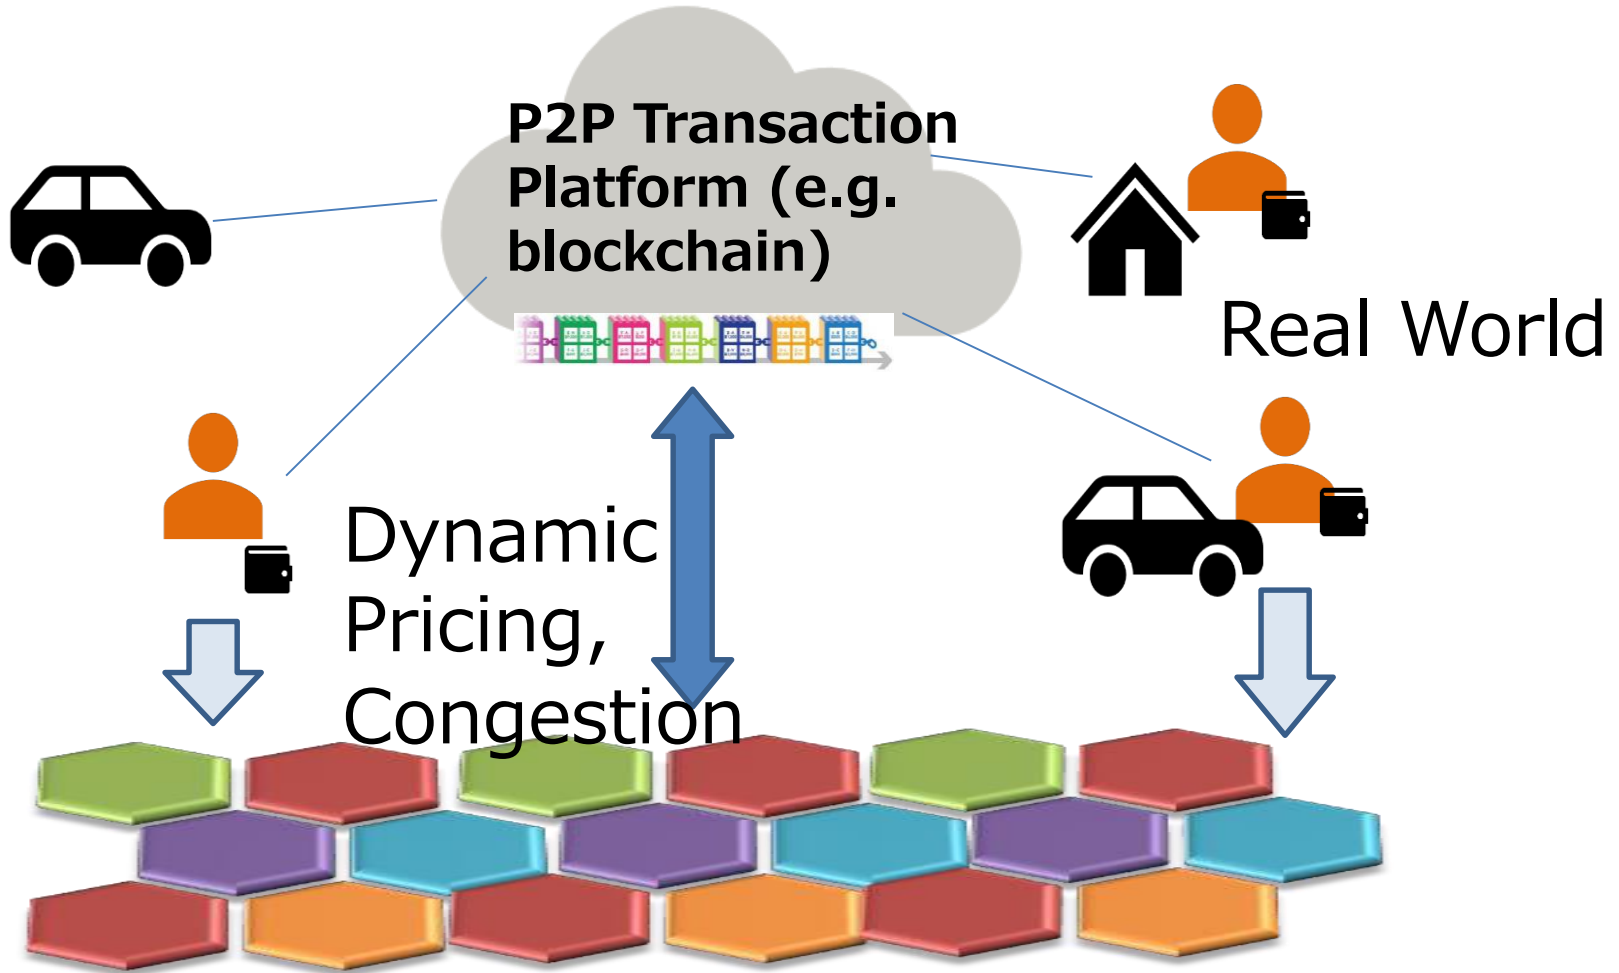 P2P Transaction
Platform (e.g.
blockchain)
Real World
Dynamic
Pricing,
Congestion